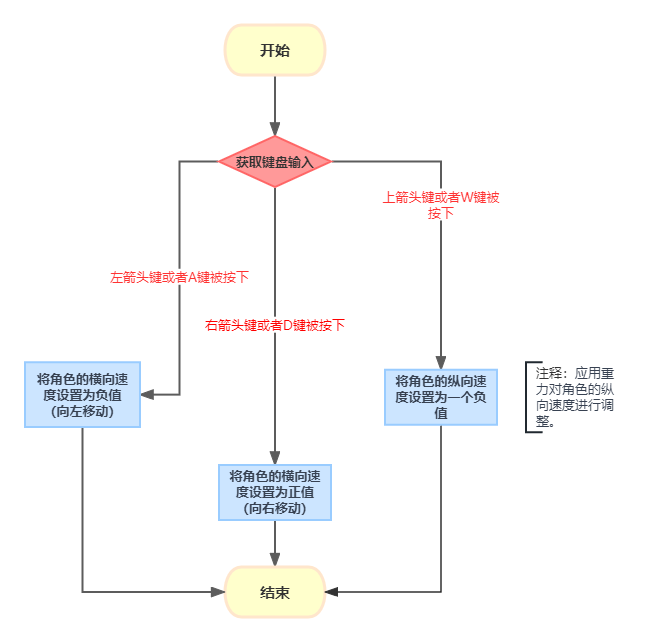 开始
获取键盘输入
上箭头键或者W键被
按下
左箭头键或者A键被按下
右箭头键或者D键被按下
将角色的横向速
度设置为负值
（向左移动）
将角色的纵向速
度设置为一个负
值
注释：应用重
力对角色的纵
向速度进行调
整。
将角色的横向速
度设置为正值
（向右移动）
结束